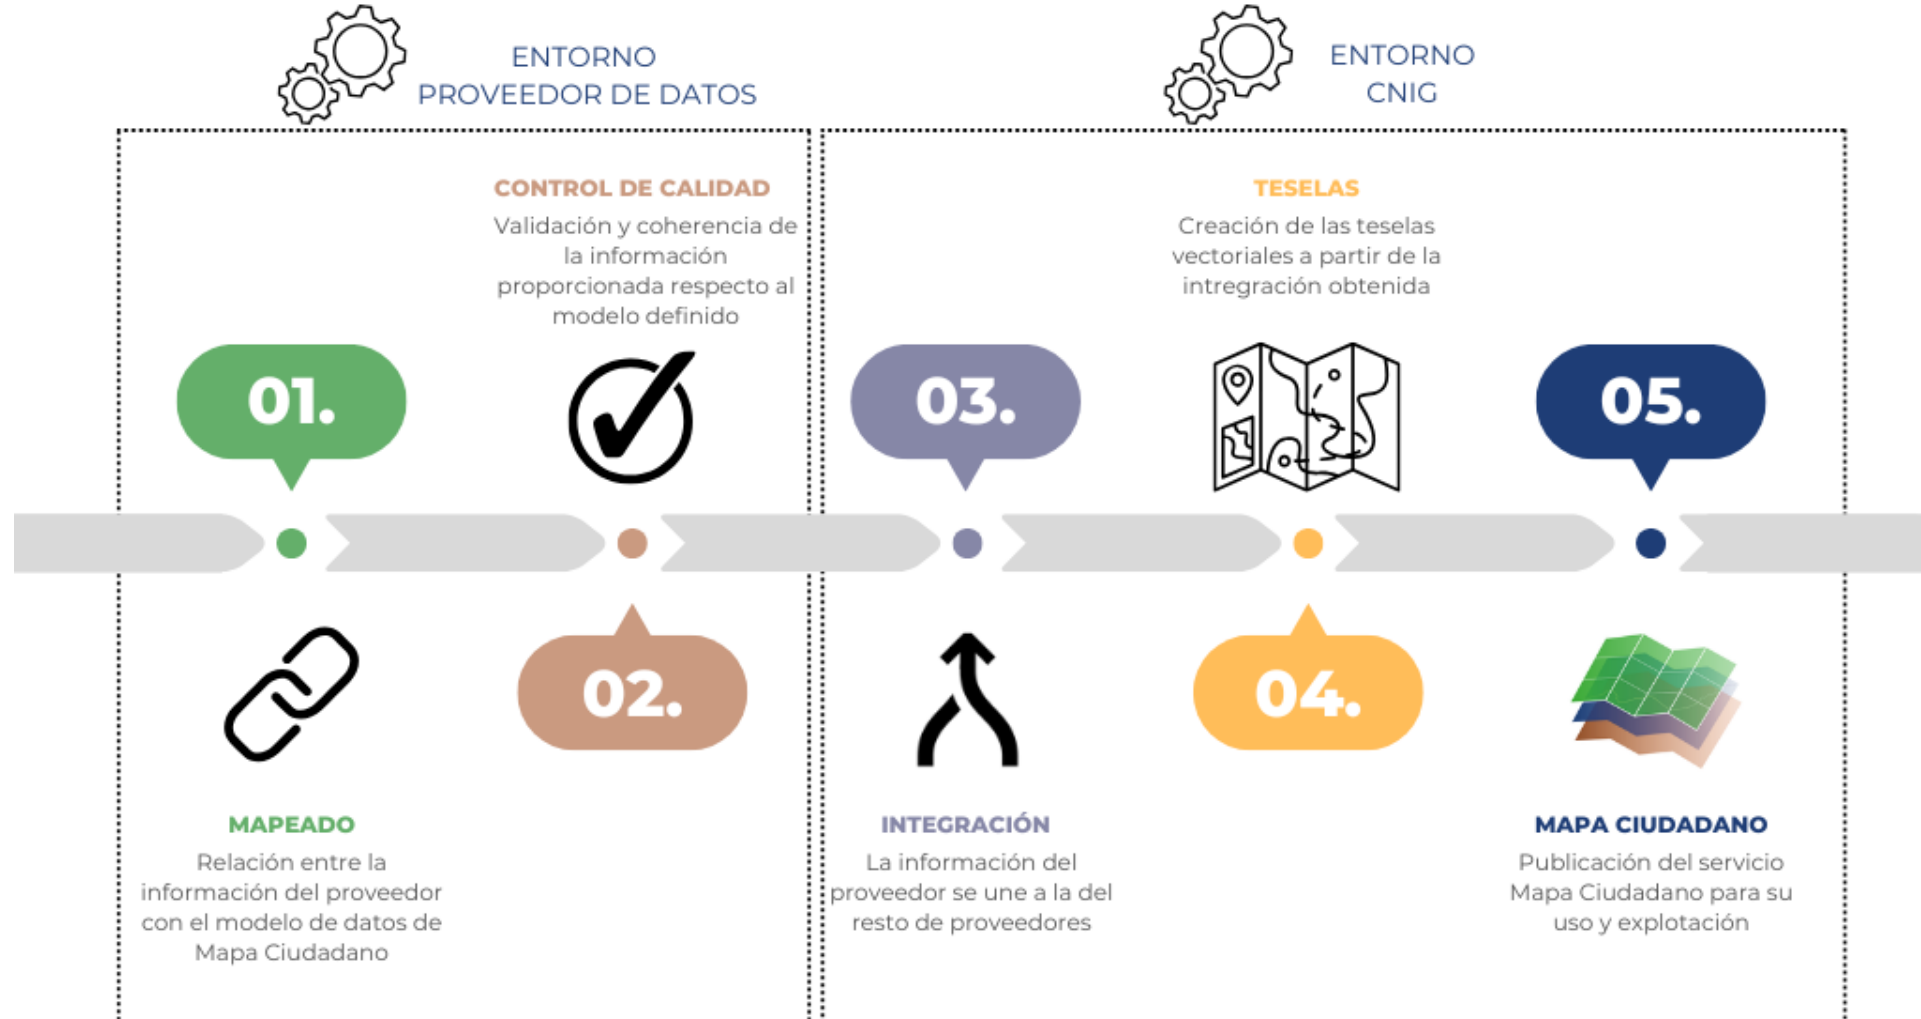 ENTORNO
PROVEEDOR DE DATOS
ENTORNO
CNIG
CONTROL DE CALIDAD
Validación y coherencia de
la información
proporcionada respecto al
modelo definido
TESELAS
Creación de las teselas
vectoriales a partir de la
intregración obtenida
01.
03.
05.
02.
04.
MAPEADO
Relación entre la
información del proveedor
con el modelo de datos de
Mapa Ciudadano
INTEGRACIÓN
La información del
proveedor se une a la del
resto de proveedores
MAPA CIUDADANO
Publicación del servicio
Mapa Ciudadano para su
uso y explotación